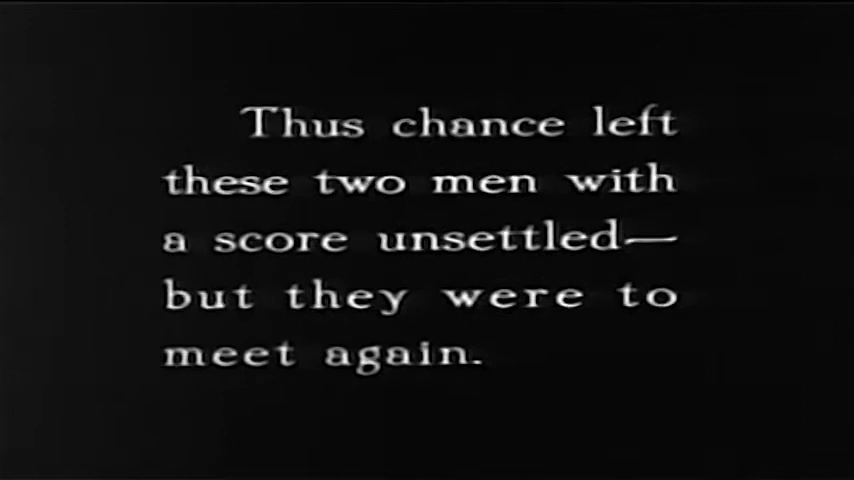 Thus chance left
these two men with
a score unsettled—
but they were to
meet again.